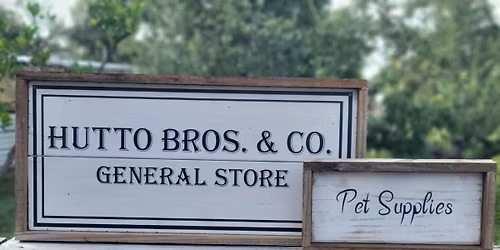 HUTTO BROS. & CO.
GENERAL STORE
Pet Supplies